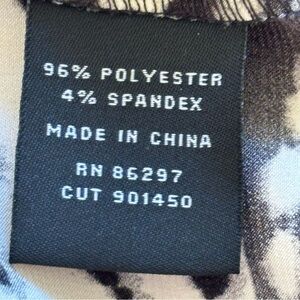 96% POLYESTER
4% SPANDEX
MADE IN CHINA
RN 86297
CUT 901450